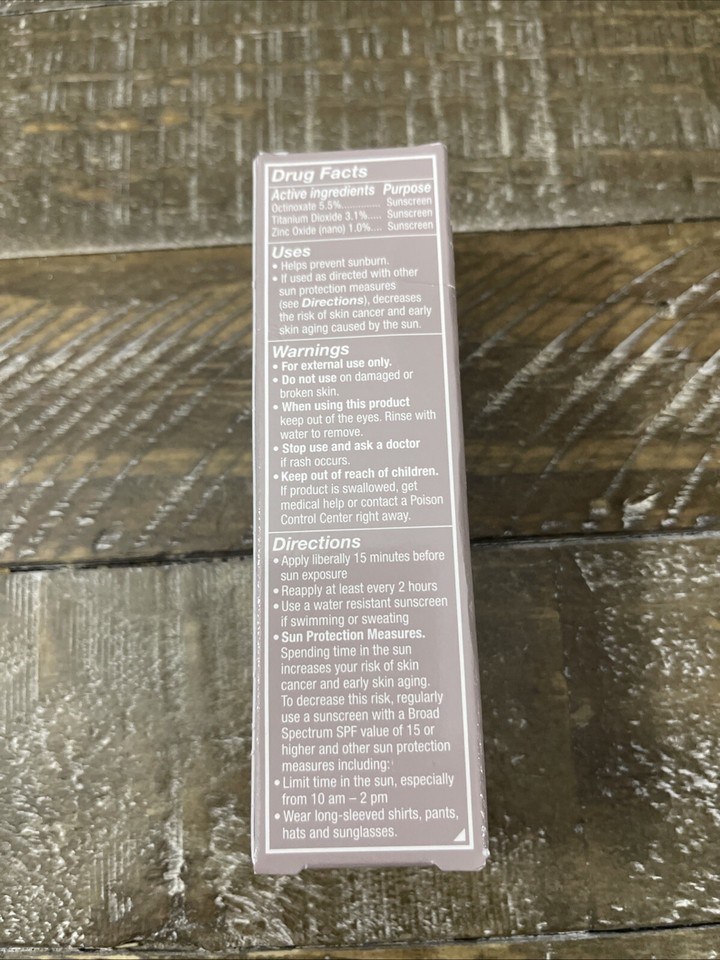 Drug Facts
Active ingredients Purpose
Octinoxate 5.5%.............. Sunscreen
Titanium Dioxide 3.1%..... Sunscreen
Zinc Oxide (nano) 1.0%.... Sunscreen
Uses
• Helps prevent sunburn.
• If used as directed with other
sun protection measures
(see Directions), decreases
the risk of skin cancer and early
skin aging caused by the sun.
Warnings
• For external use only.
• Do not use on damaged or
broken skin.
• When using this product
keep out of the eyes. Rinse with
water to remove.
• Stop use and ask a doctor
if rash occurs.
• Keep out of reach of children.
If product is swallowed, get
medical help or contact a Poison
Control Center right away.
Directions
• Apply liberally 15 minutes before
sun exposure
• Reapply at least every 2 hours
• Use a water resistant sunscreen
if swimming or sweating
• Sun Protection Measures.
Spending time in the sun
increases your risk of skin
cancer and early skin aging.
To decrease this risk, regularly
use a sunscreen with a Broad
Spectrum SPF value of 15 or
higher and other sun protection
measures including:
• Limit time in the sun, especially
from 10 am – 2 pm
• Wear long-sleeved shirts, pants,
hats and sunglasses.